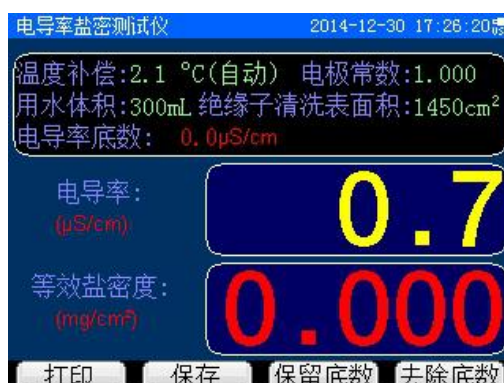 电导率盐密测试仪 2014-12-30 17:26:20
温度补偿:2.1 °C(自动) 电极常数:1.000
用水体积:300mL 绝缘子清洗表面积:1450cm²
电导率底数: 0.0μS/cm
电导率:
(μS/cm)
0.7
等效盐密度:
(mg/cm²)
0.000
打印 保存 保留底数 去除底数